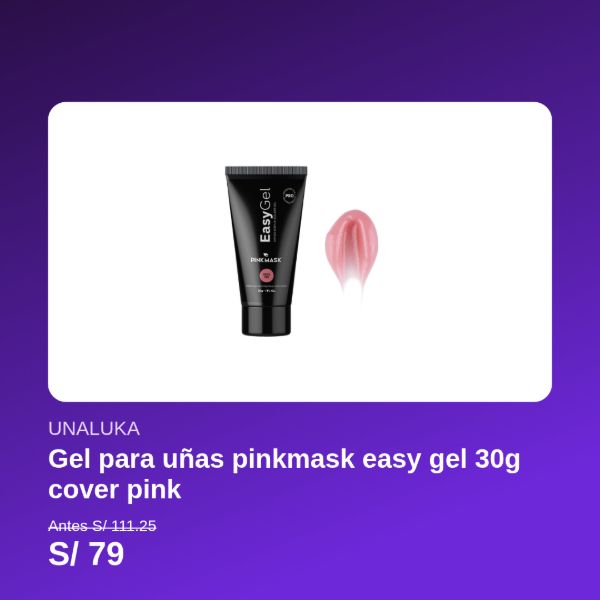 EasyGel
PRO
PINKMASK
UNALUKA
Gel para uñas pinkmask easy gel 30g
cover pink
Antes S/ 111.25
S/ 79